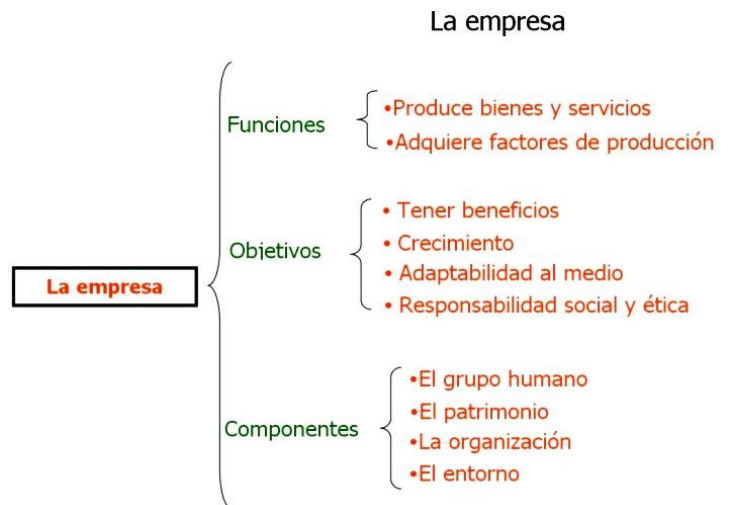 La empresa
La empresa
Funciones
•Produce bienes y servicios
•Adquiere factores de producción
Objetivos
• Tener beneficios
• Crecimiento
• Adaptabilidad al medio
• Responsabilidad social y ética
Componentes
•El grupo humano
•El patrimonio
•La organización
•El entorno